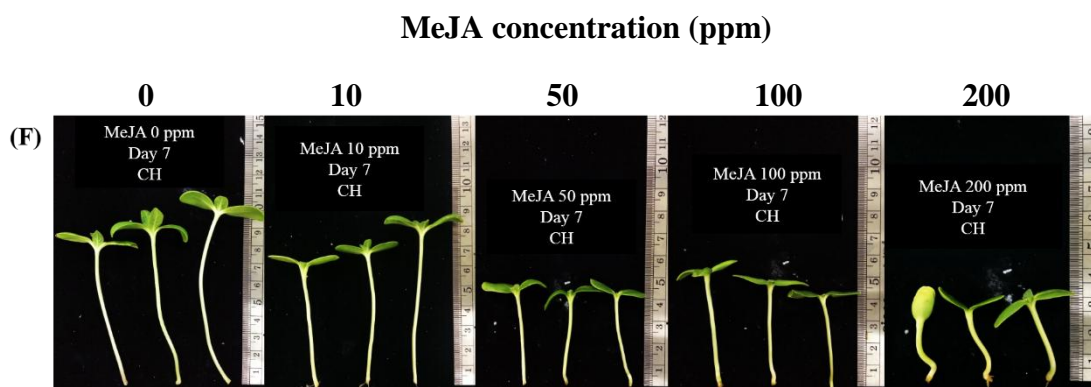 MeJA concentration (ppm)
0 10 50 100 200
(F)
MeJA 0 ppm
Day 7
CH
MeJA 10 ppm
Day 7
CH
MeJA 50 ppm
Day 7
CH
MeJA 100 ppm
Day 7
CH
MeJA 200 ppm
Day 7
CH